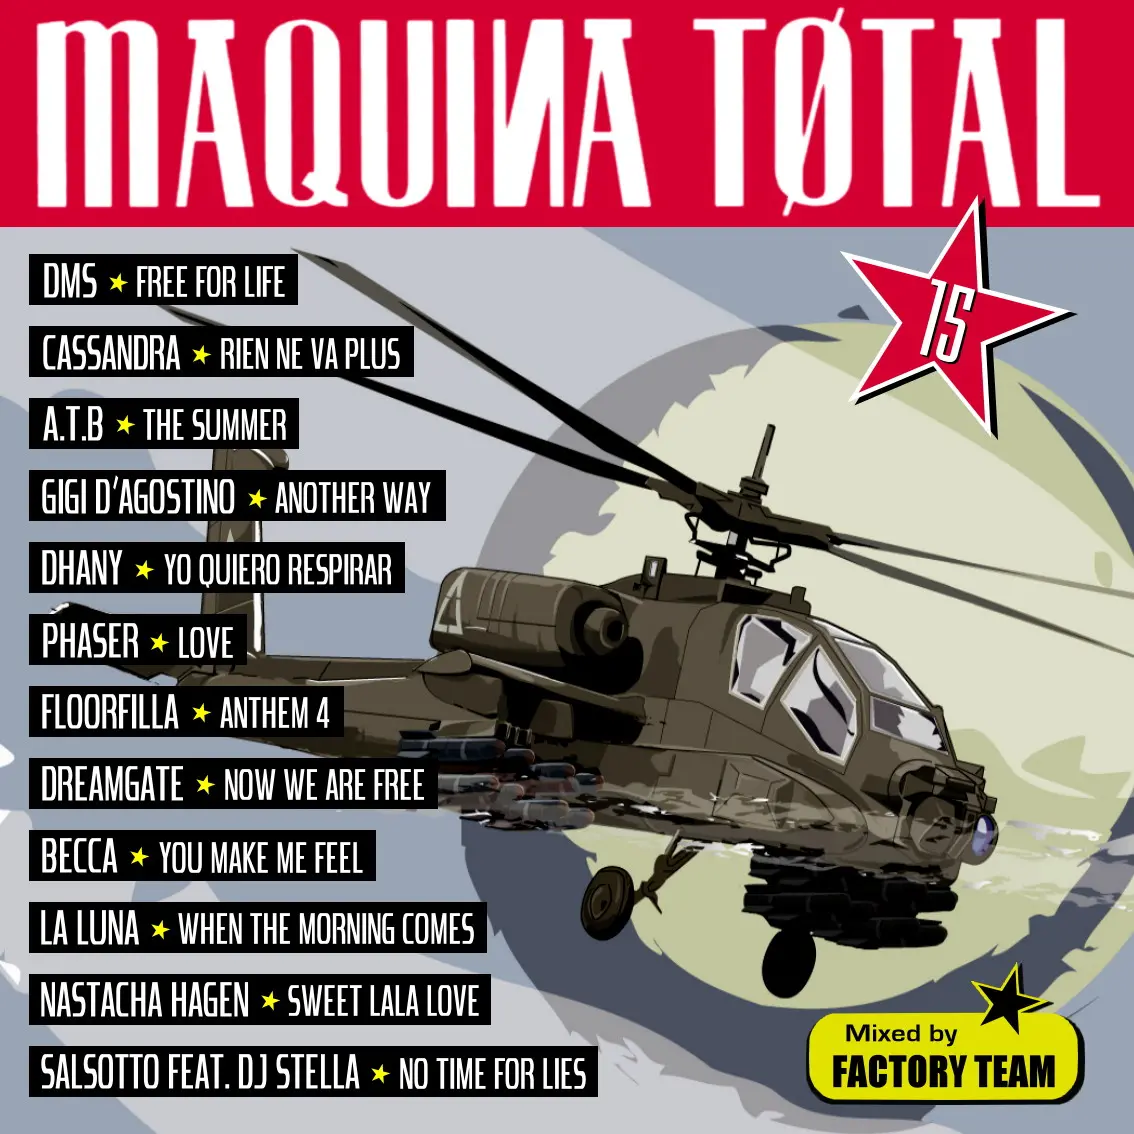 MAQUINA TØTAL
15
DMS ★ FREE FOR LIFE
CASSANDRA ★ RIEN NE VA PLUS
A.T.B ★ THE SUMMER
GIGI D'AGOSTINO ★ ANOTHER WAY
DHANY ★ YO QUIERO RESPIRAR
PHASER ★ LOVE
FLOORFILLA ★ ANTHEM 4
DREAMGATE ★ NOW WE ARE FREE
BECCA ★ YOU MAKE ME FEEL
LA LUNA ★ WHEN THE MORNING COMES
NASTACHA HAGEN ★ SWEET LALA LOVE
SALSOTTO FEAT. DJ STELLA ★ NO TIME FOR LIES
Mixed by
FACTORY TEAM